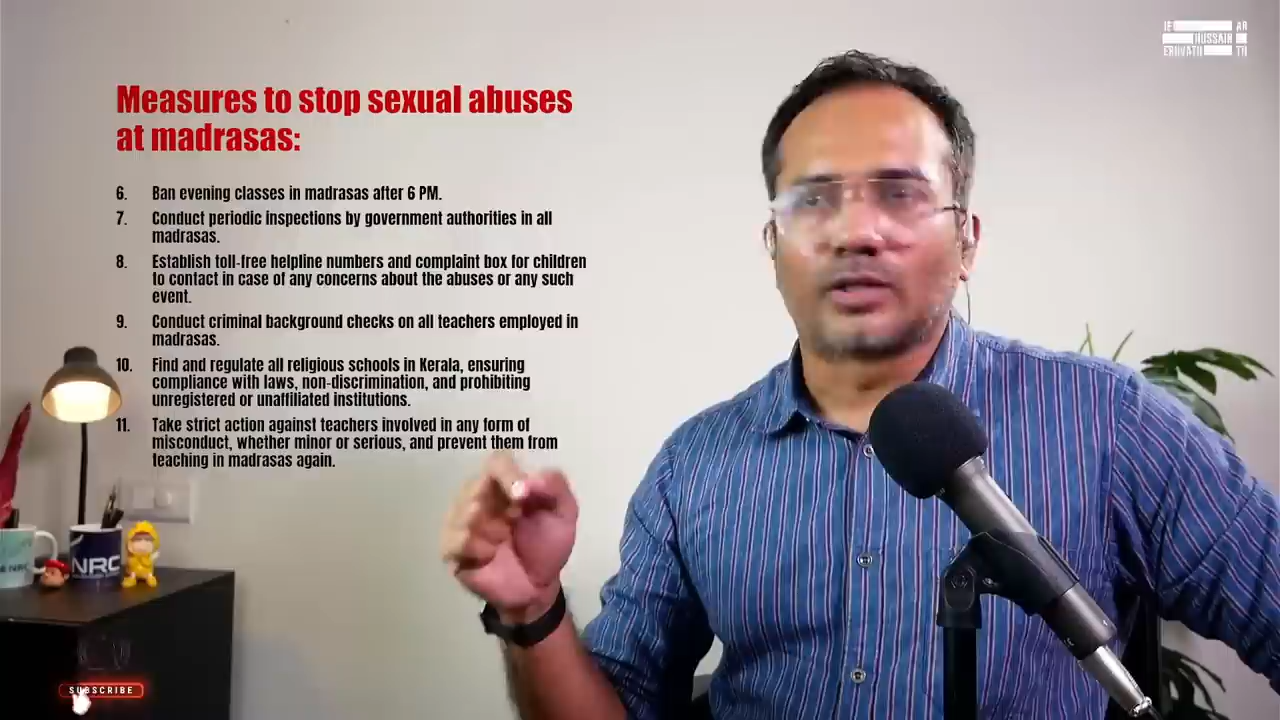 Measures to stop sexual abuses
at madrasas:
6. Ban evening classes in madrasas after 6 PM.
7. Conduct periodic inspections by government authorities in all
madrasas.
8. Establish toll-free helpline numbers and complaint box for children
to contact in case of any concerns about the abuses or any such
event.
9. Conduct criminal background checks on all teachers employed in
madrasas.
10. Find and regulate all religious schools in Kerala, ensuring
compliance with laws, non-discrimination, and prohibiting
unregistered or unaffiliated institutions.
11. Take strict action against teachers involved in any form of
misconduct, whether minor or serious, and prevent them from
teaching in madrasas again.
HUSSAIN
NRC
NRC
SUBSCRIBE